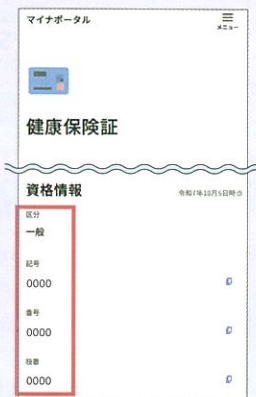 マイナポータル
メニュー
健康保険証
資格情報
令和7年10月5日時点
区分
一般
記号
0000
番号
0000
枝番
0000